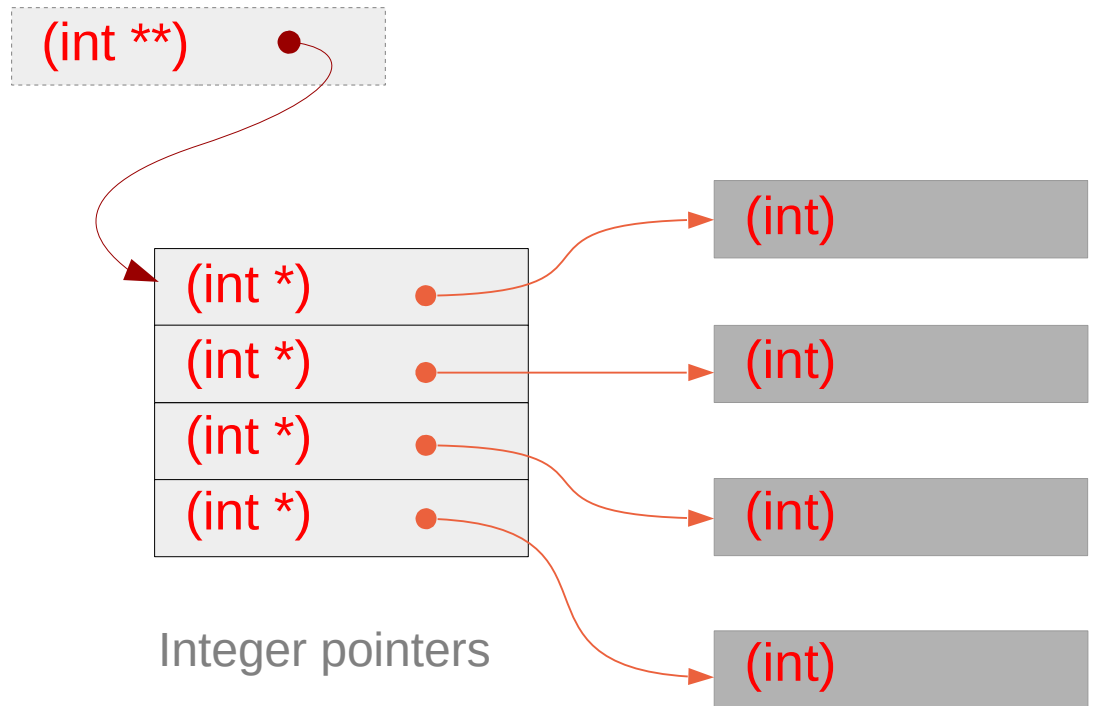 (int **)
(int *)
(int *)
(int *)
(int *)
(int)
(int)
(int)
(int)
Integer pointers